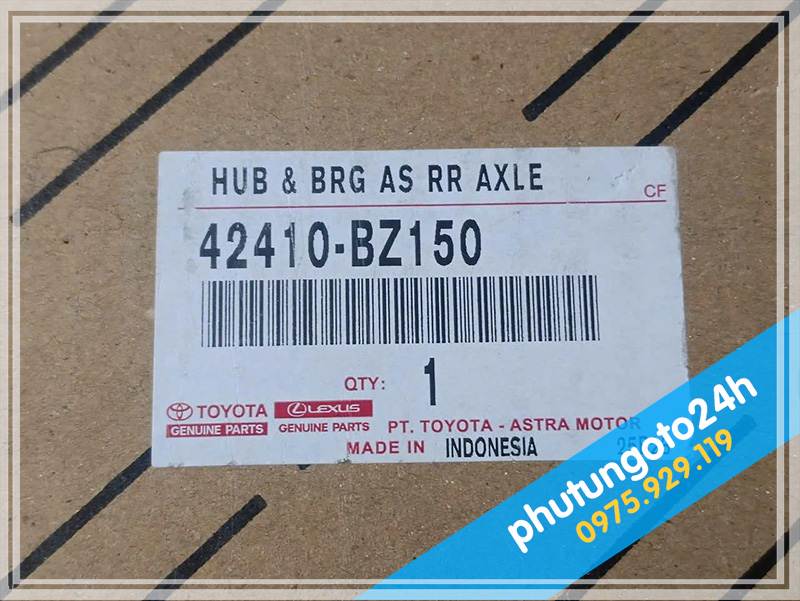 HUB & BRG AS RR AXLE
CF
42410-BZ150
QTY: 1
TOYOTA LEXUS
GENUINE PARTS GENUINE PARTS PT. TOYOTA - ASTRA MOTOR
MADE IN INDONESIA
phutungoto24h
0975.929.119